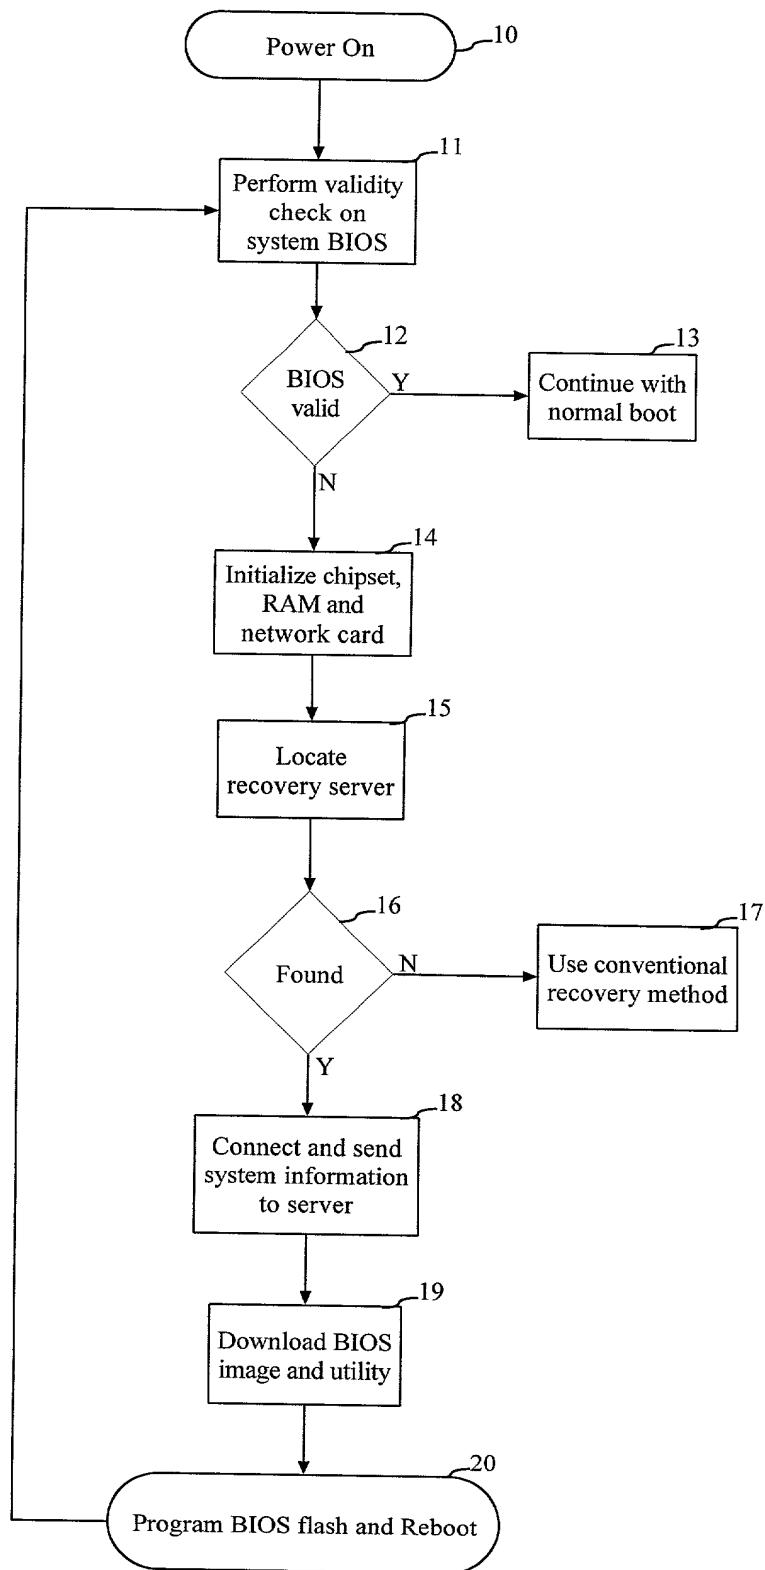 Power On
10
11
Perform validity
check on
system BIOS
12
BIOS
valid
Y
13
Continue with
normal boot
N
14
Initialize chipset,
RAM and
network card
15
Locate
recovery server
16
Found
N
17
Use conventional
recovery method
Y
18
Connect and send
system information
to server
19
Download BIOS
image and utility
20
Program BIOS flash and Reboot